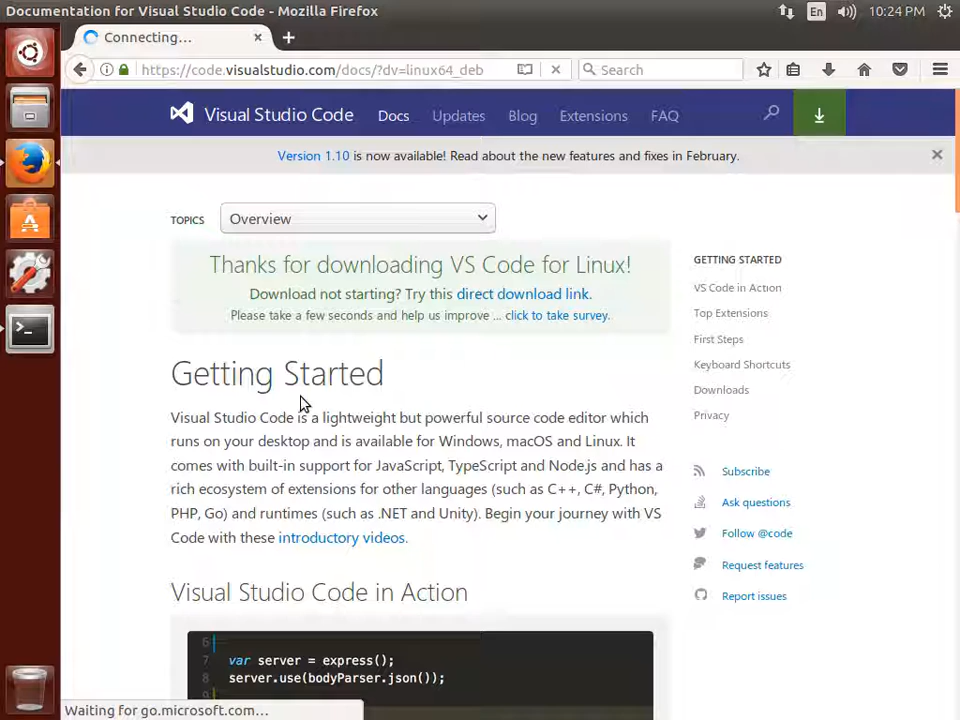 Documentation for Visual Studio Code - Mozilla Firefox
En
10:24 PM
Connecting...
https://code.visualstudio.com/docs/?dv=linux64_deb
Search
Visual Studio Code
Docs
Updates
Blog
Extensions
FAQ
Version 1.10 is now available! Read about the new features and fixes in February.
TOPICS
Overview
Thanks for downloading VS Code for Linux!
Download not starting? Try this direct download link.
Please take a few seconds and help us improve ... click to take survey.
Getting Started
Visual Studio Code is a lightweight but powerful source code editor which
runs on your desktop and is available for Windows, macOS and Linux. It
comes with built-in support for JavaScript, TypeScript and Node.js and has a
rich ecosystem of extensions for other languages (such as C++, C#, Python,
PHP, Go) and runtimes (such as .NET and Unity). Begin your journey with VS
Code with these introductory videos.
Visual Studio Code in Action
6
7 var server = express();
8 server.use(bodyParser.json());
9
GETTING STARTED
VS Code in Action
Top Extensions
First Steps
Keyboard Shortcuts
Downloads
Privacy
Subscribe
Ask questions
Follow @code
Request features
Report issues
Waiting for go.microsoft.com...